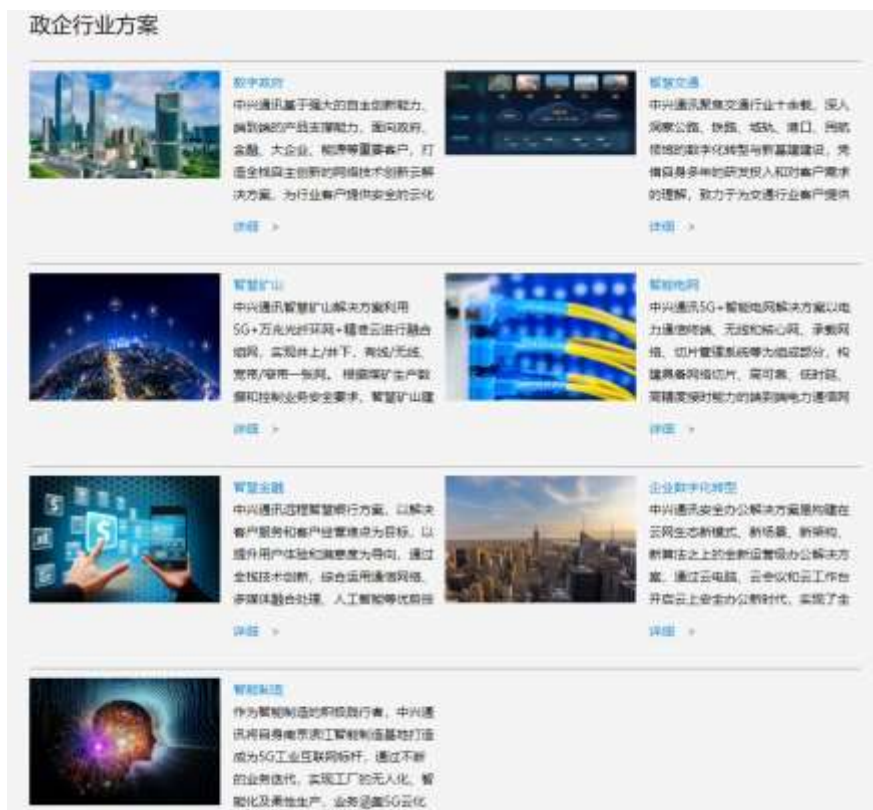 政企行业方案
数字政府
中兴通讯基于强大的自主创新能力、
端到端的产品支撑能力，面向政府、
金融、大企业、能源等重要客户，打
造全栈自主创新的网络技术创新云解
决方案，为行业客户提供安全的云化
详细 >
智慧交通
中兴通讯聚焦交通行业十余载，深入
洞察公路、铁路、城轨、港口、民航
领域的数字化转型与新基建建设，凭
借自身多年的研发投入和对客户需求
的理解，致力于为交通行业客户提供
详细 >
智慧矿山
中兴通讯智慧矿山解决方案利用
5G+万兆光纤环网+精准云进行融合
组网，实现井上/井下、有线/无线、
宽带/窄带一张网。根据煤矿生产数
据和控制业务安全要求，智慧矿山建
详细 >
智能电网
中兴通讯5G+智能电网解决方案以电
力通信终端、无线和核心网、承载网
络、切片管理系统等为组成部分，构
建具备网络切片、高可靠、低时延、
高精度授时能力的端到端电力通信网
详细 >
智慧金融
中兴通讯远程智慧银行方案，以解决
客户服务和客户经营难点为目标，以
提升用户体验和满意度为导向，通过
全栈技术创新，综合运用通信网络、
多媒体融合处理、人工智能等优势技
详细 >
企业数字化转型
中兴通讯安全办公解决方案是构建在
云网生态新模式、新场景、新架构、
新算法之上的全新运营级办公解决方
案，通过云电脑、云会议和云工作台
开启云上安全办公新时代，实现了全
详细 >
智能制造
作为智能制造的积极践行者，中兴通
讯将自身南京滨江智能制造基地打造
成为5G工业互联网标杆，通过不断
的业务迭代，实现工厂的无人化、智
能化及柔性生产，业务涵盖5G云化